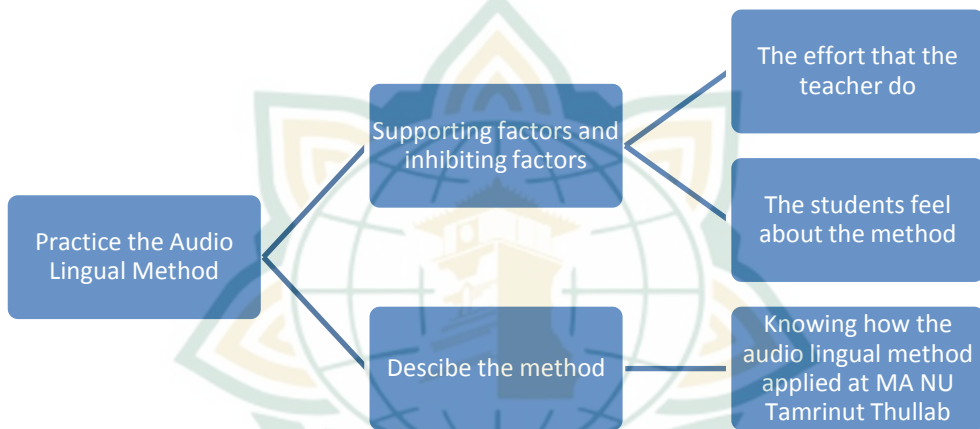 Practice the Audio
Lingual Method
Supporting factors and
inhibiting factors
Descibe the method
The effort that the
teacher do
The students feel
about the method
Knowing how the
audio lingual method
applied at MA NU
Tamrinut Thullab